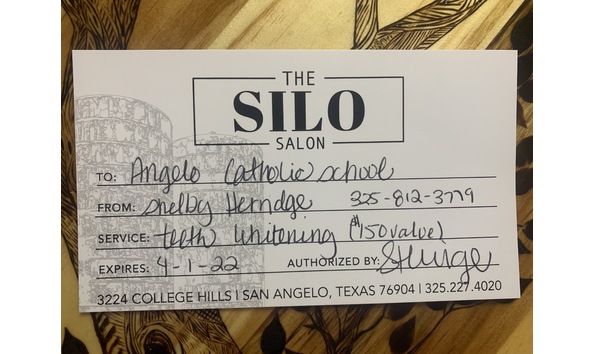 THE
SILO
SALON
TO: Angelo Catholic School
FROM: Shelby Herndge 325-812-3779
SERVICE: teeth whitening ($150 value)
EXPIRES: 4-1-22 AUTHORIZED BY:
3224 COLLEGE HILLS | SAN ANGELO, TEXAS 76904 | 325.227.4020